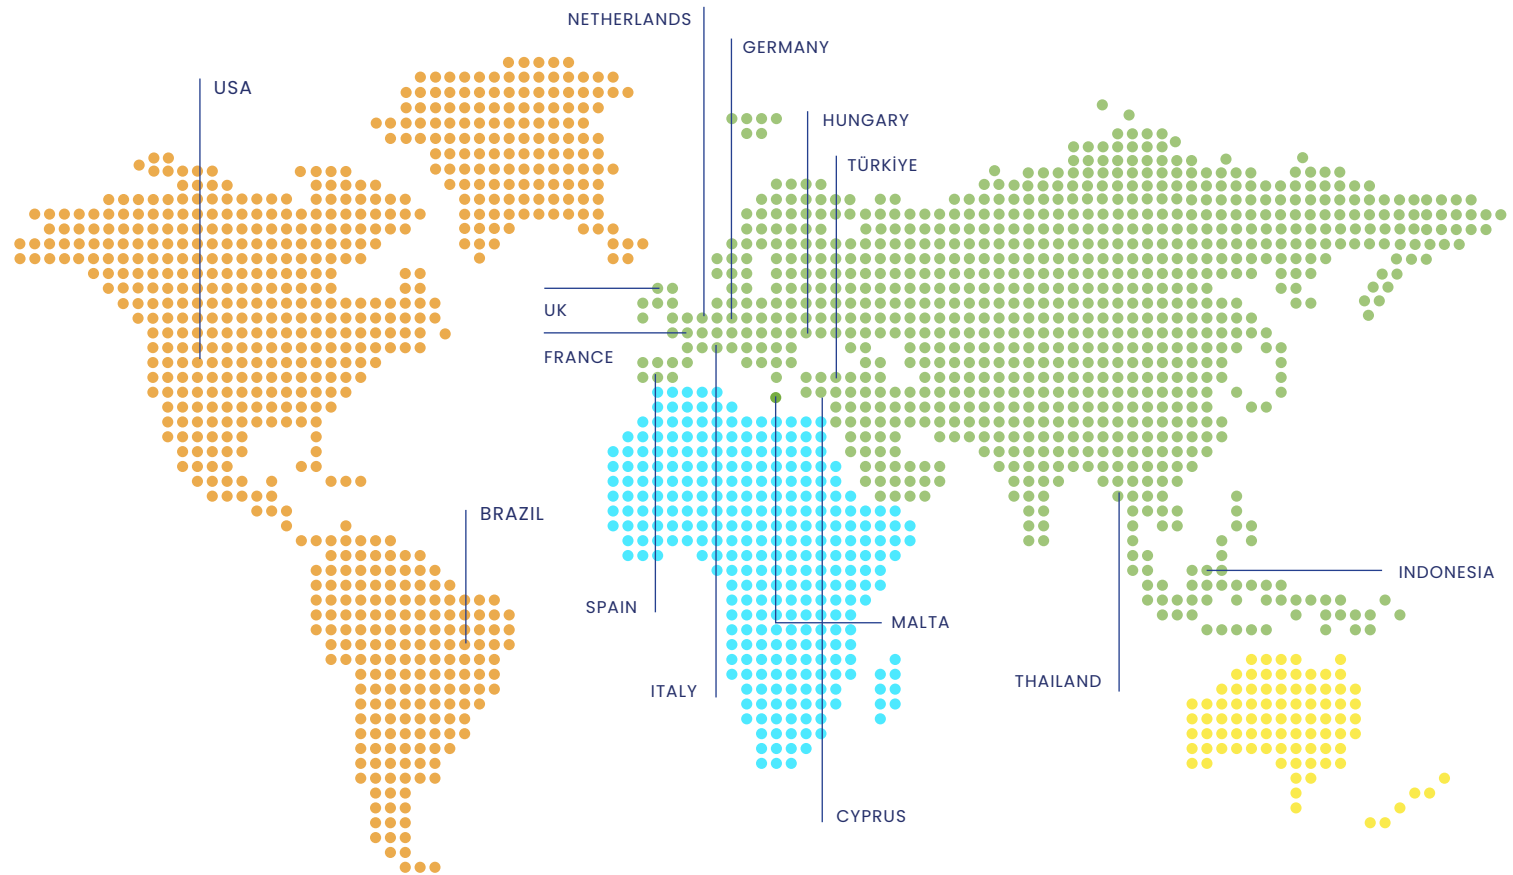 NETHERLANDS
GERMANY
USA
HUNGARY
TÜRKİYE
UK
FRANCE
BRAZIL
INDONESIA
SPAIN
MALTA
THAILAND
ITALY
CYPRUS